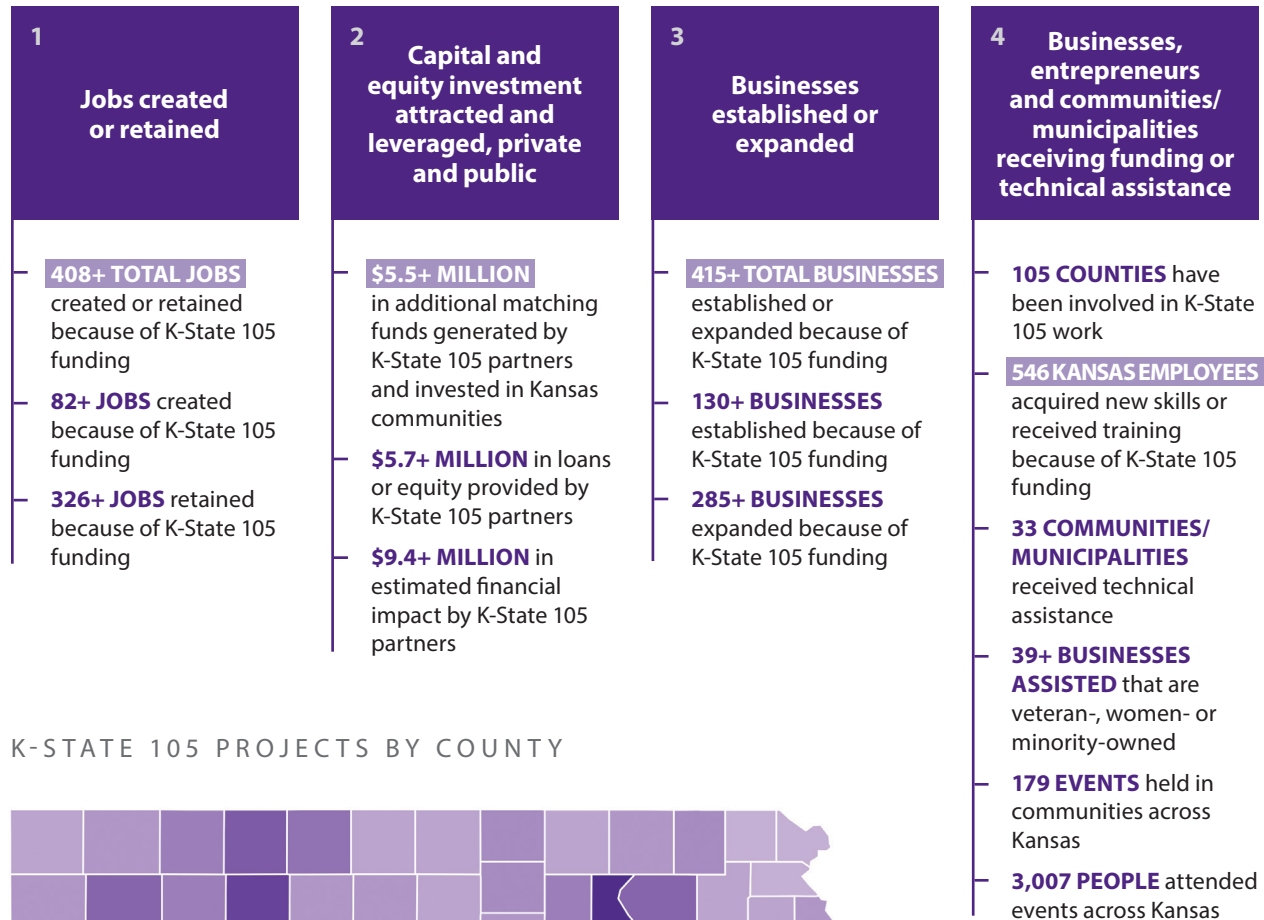 1
Jobs created
or retained
408+ TOTAL JOBS
created or retained
because of K-State 105
funding
82+ JOBS created
because of K-State 105
funding
326+ JOBS retained
because of K-State 105
funding
2
Capital and
equity investment
attracted and
leveraged, private
and public
$5.5+ MILLION
in additional matching
funds generated by
K-State 105 partners
and invested in Kansas
communities
$5.7+ MILLION in loans
or equity provided by
K-State 105 partners
$9.4+ MILLION in
estimated financial
impact by K-State 105
partners
3
Businesses
established or
expanded
415+ TOTAL BUSINESSES
established or
expanded because of
K-State 105 funding
130+ BUSINESSES
established because of
K-State 105 funding
285+ BUSINESSES
expanded because of
K-State 105 funding
4
Businesses,
entrepreneurs
and communities/
municipalities
receiving funding or
technical assistance
105 COUNTIES have
been involved in K-State
105 work
546 KANSAS EMPLOYEES
acquired new skills or
received training
because of K-State 105
funding
33 COMMUNITIES/
MUNICIPALITIES
received technical
assistance
39+ BUSINESSES
ASSISTED that are
veteran-, women- or
minority-owned
179 EVENTS held in
communities across
Kansas
3,007 PEOPLE attended
events across Kansas
K-STATE 105 PROJECTS BY COUNTY